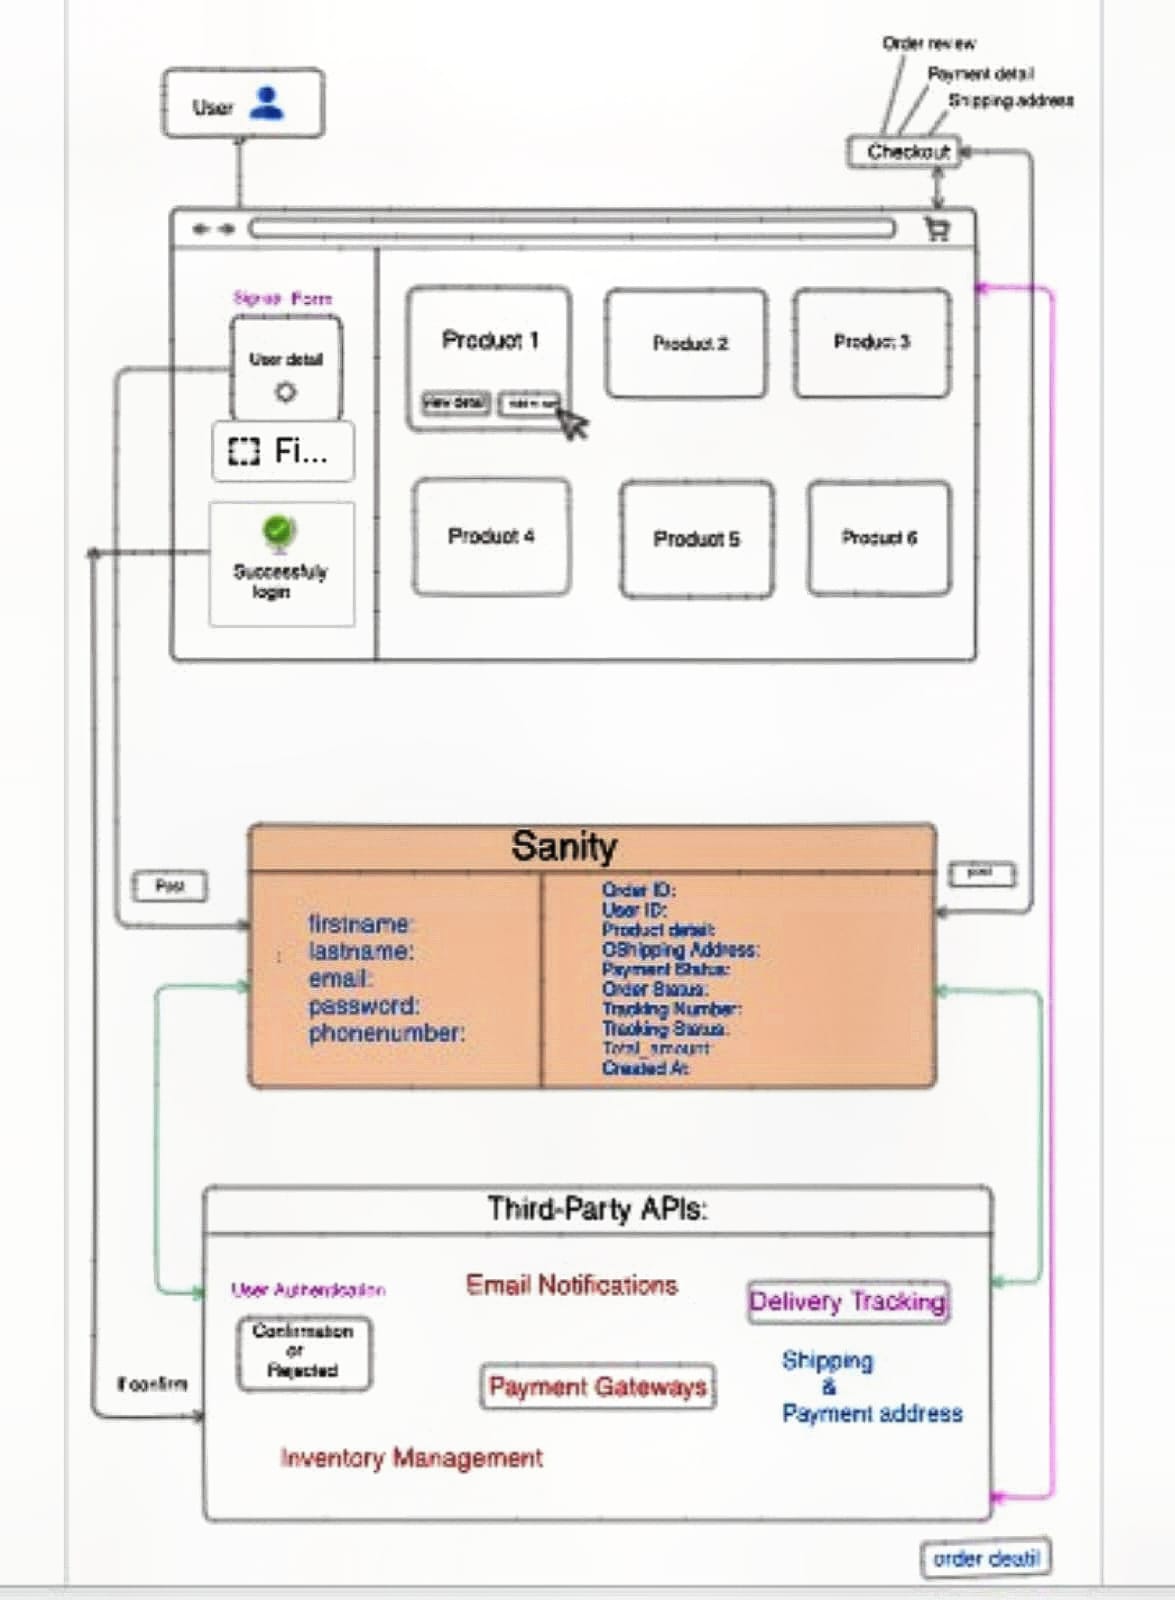 Order review
Payment detail
Shipping address
User
Checkout
Signup Form
User detail
Product 1
view detail
Product 2
Product 3
Fi...
Successfuly
login
Product 4
Product 5
Product 6
Sanity
Post
post
firstname:
lastname:
email:
password:
phonenumber:
Order ID:
User ID:
Product detail:
OShipping Address:
Payment Status:
Order Status:
Tracking Number:
Tracking Status:
Total_amount:
Created At:
Third-Party APIs:
User Authentication
Email Notifications
Delivery Tracking
Confirmation
or
Rejected
Shipping
&
Payment address
If confirm
Payment Gateways
Inventory Management
order deatil